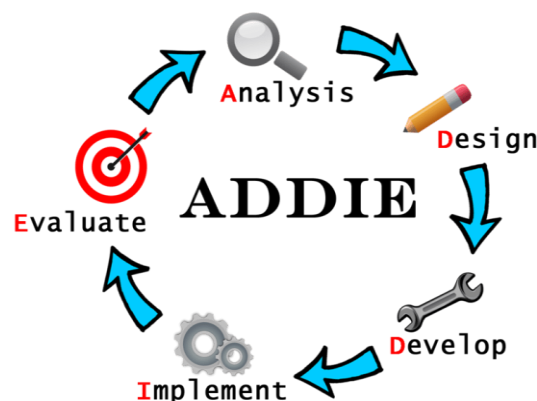 Analysis
Design
ADDIE
Evaluate
Develop
Implement